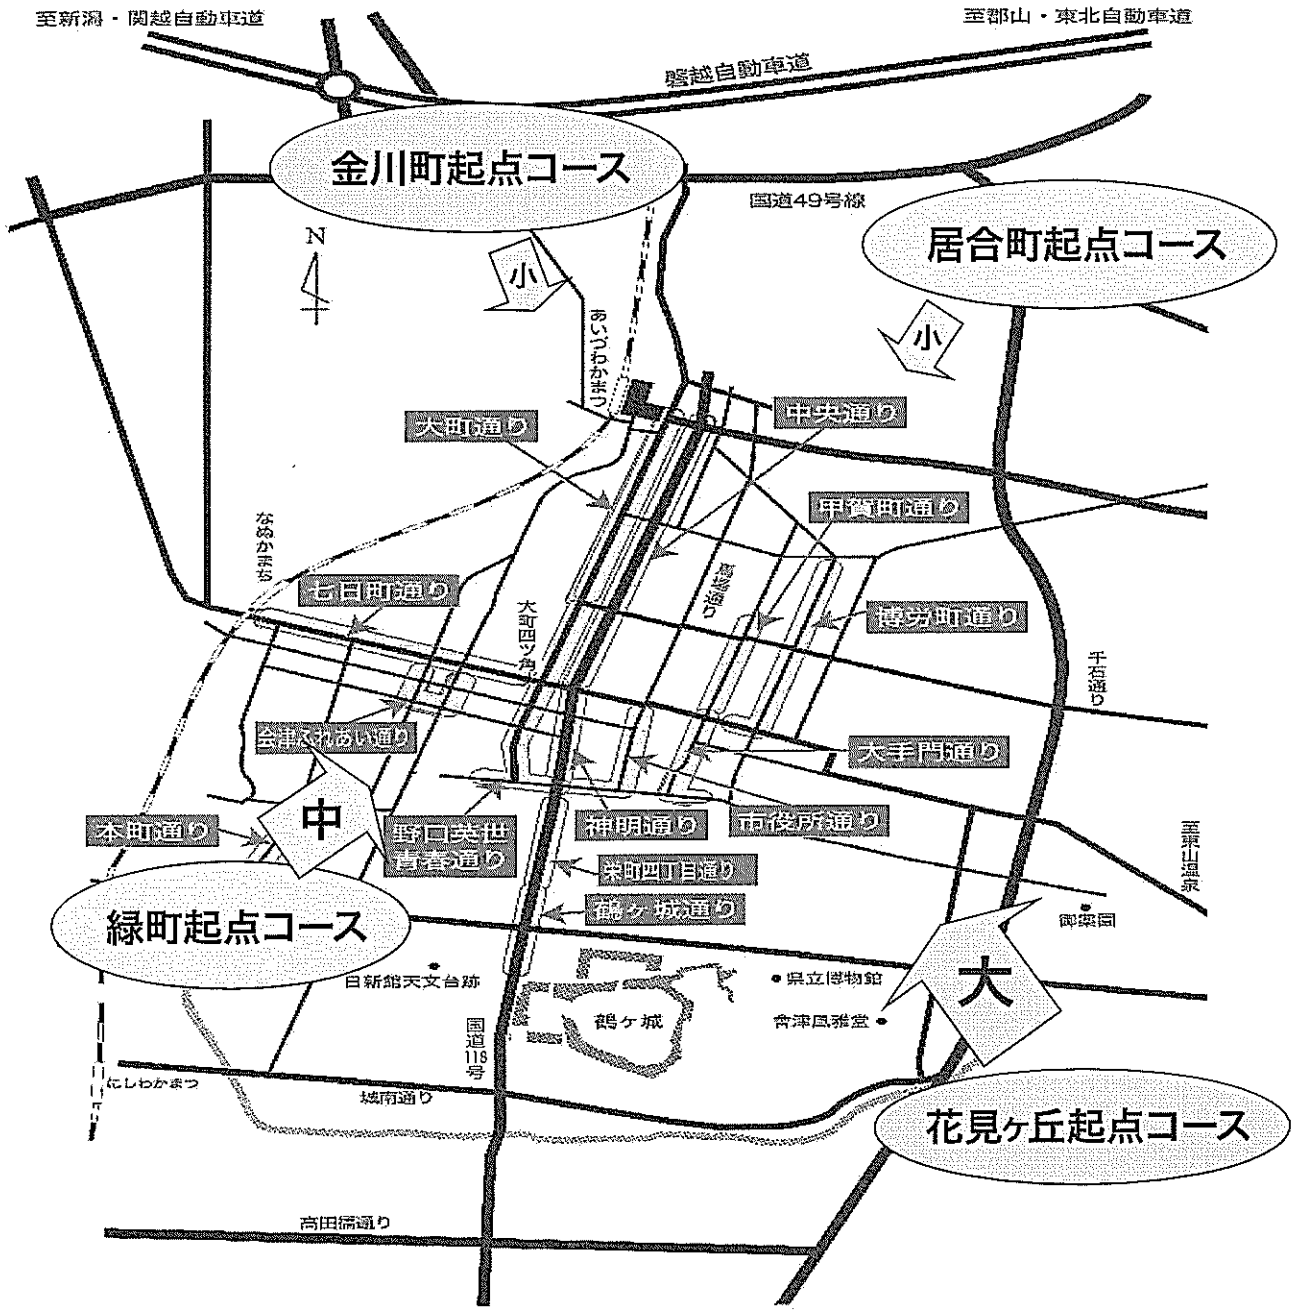 至新潟・関越自動車道
至郡山・東北自動車道
磐越自動車道
金川町起点コース
国道49号線
居合町起点コース
N
小
小
あいづわかまつ
大町通り
中央通り
甲賀町通り
なぬかまち
七日町通り
馬場通り
大町四ツ角
博労町通り
千石通り
会津ふれあい通り
大手門通り
中
本町通り
野口英世
青春通り
神明通り
市役所通り
至東山温泉
栄町四丁目通り
鶴ヶ城通り
御薬園
緑町起点コース
日新館天文台跡
県立博物館
大
鶴ヶ城
會津風雅堂
国道118号
にしわかまつ
城南通り
花見ヶ丘起点コース
高田橋通り